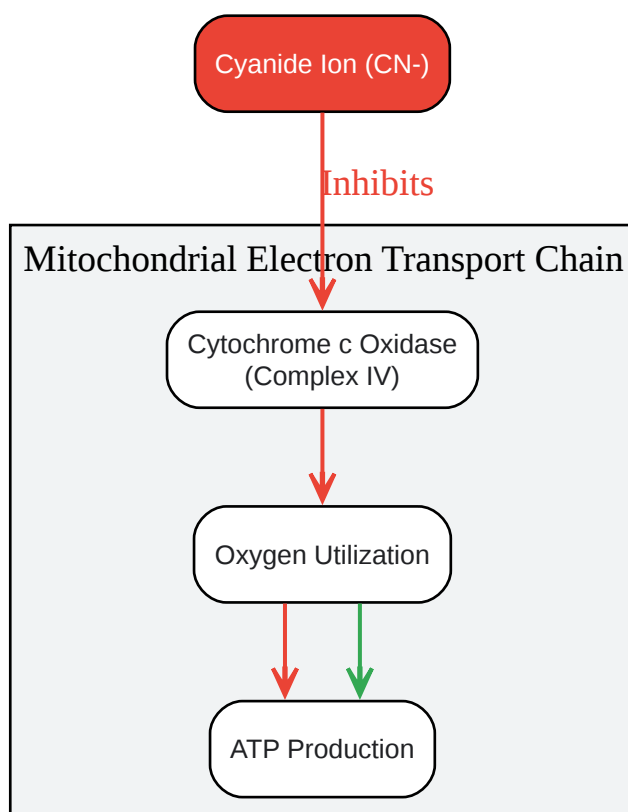 Cyanide Ion (CN-)
Inhibits
Mitochondrial Electron Transport Chain
Cytochrome c Oxidase
(Complex IV)
Oxygen Utilization
ATP Production